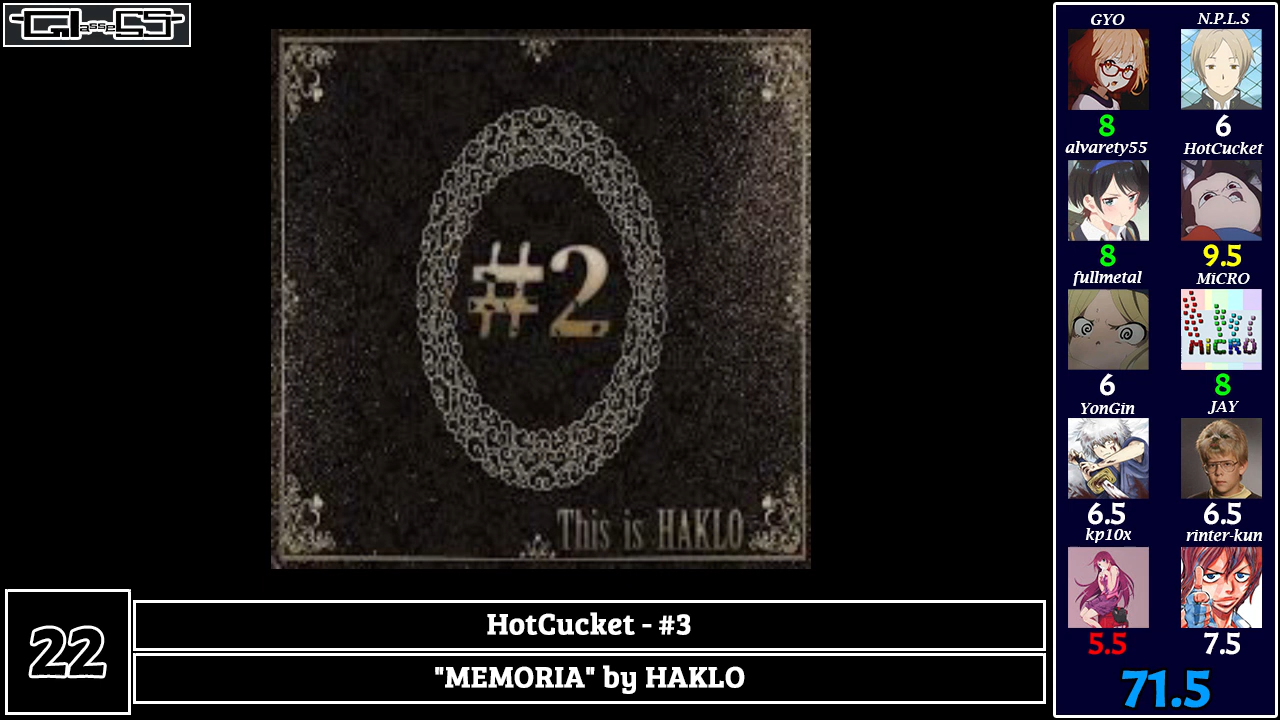 GlasseSS
GYO
N.P.L.S
8
6
alvarety55
HotCucket
8
9.5
fullmetal
MiCRO
MiCRO
6
8
YonGin
JAY
6.5
6.5
kp10x
rinter-kun
5.5
7.5
71.5
#2
This is HAKLO
22
HotCucket - #3
"MEMORIA" by HAKLO